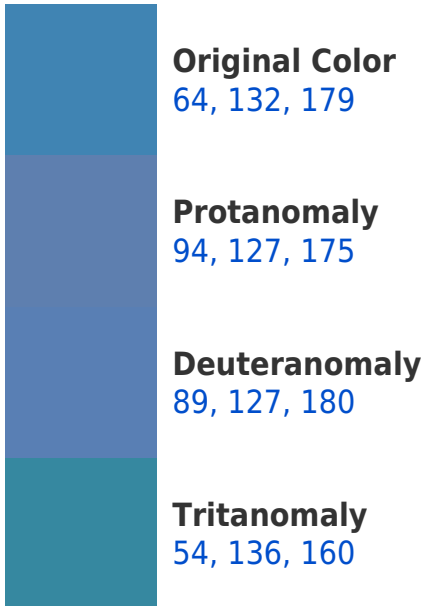 Original Color
64, 132, 179
Protanomaly
94, 127, 175
Deuteranomaly
89, 127, 180
Tritanomaly
54, 136, 160